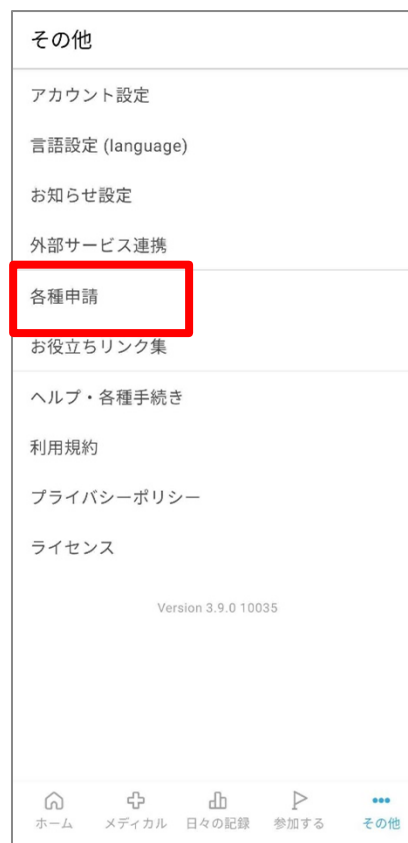 その他
アカウント設定
言語設定 (language)
お知らせ設定
外部サービス連携
各種申請
お役立ちリンク集
ヘルプ・各種手続き
利用規約
プライバシーポリシー
ライセンス
Version 3.9.0 10035
ホーム メディカル 日々の記録 参加する その他